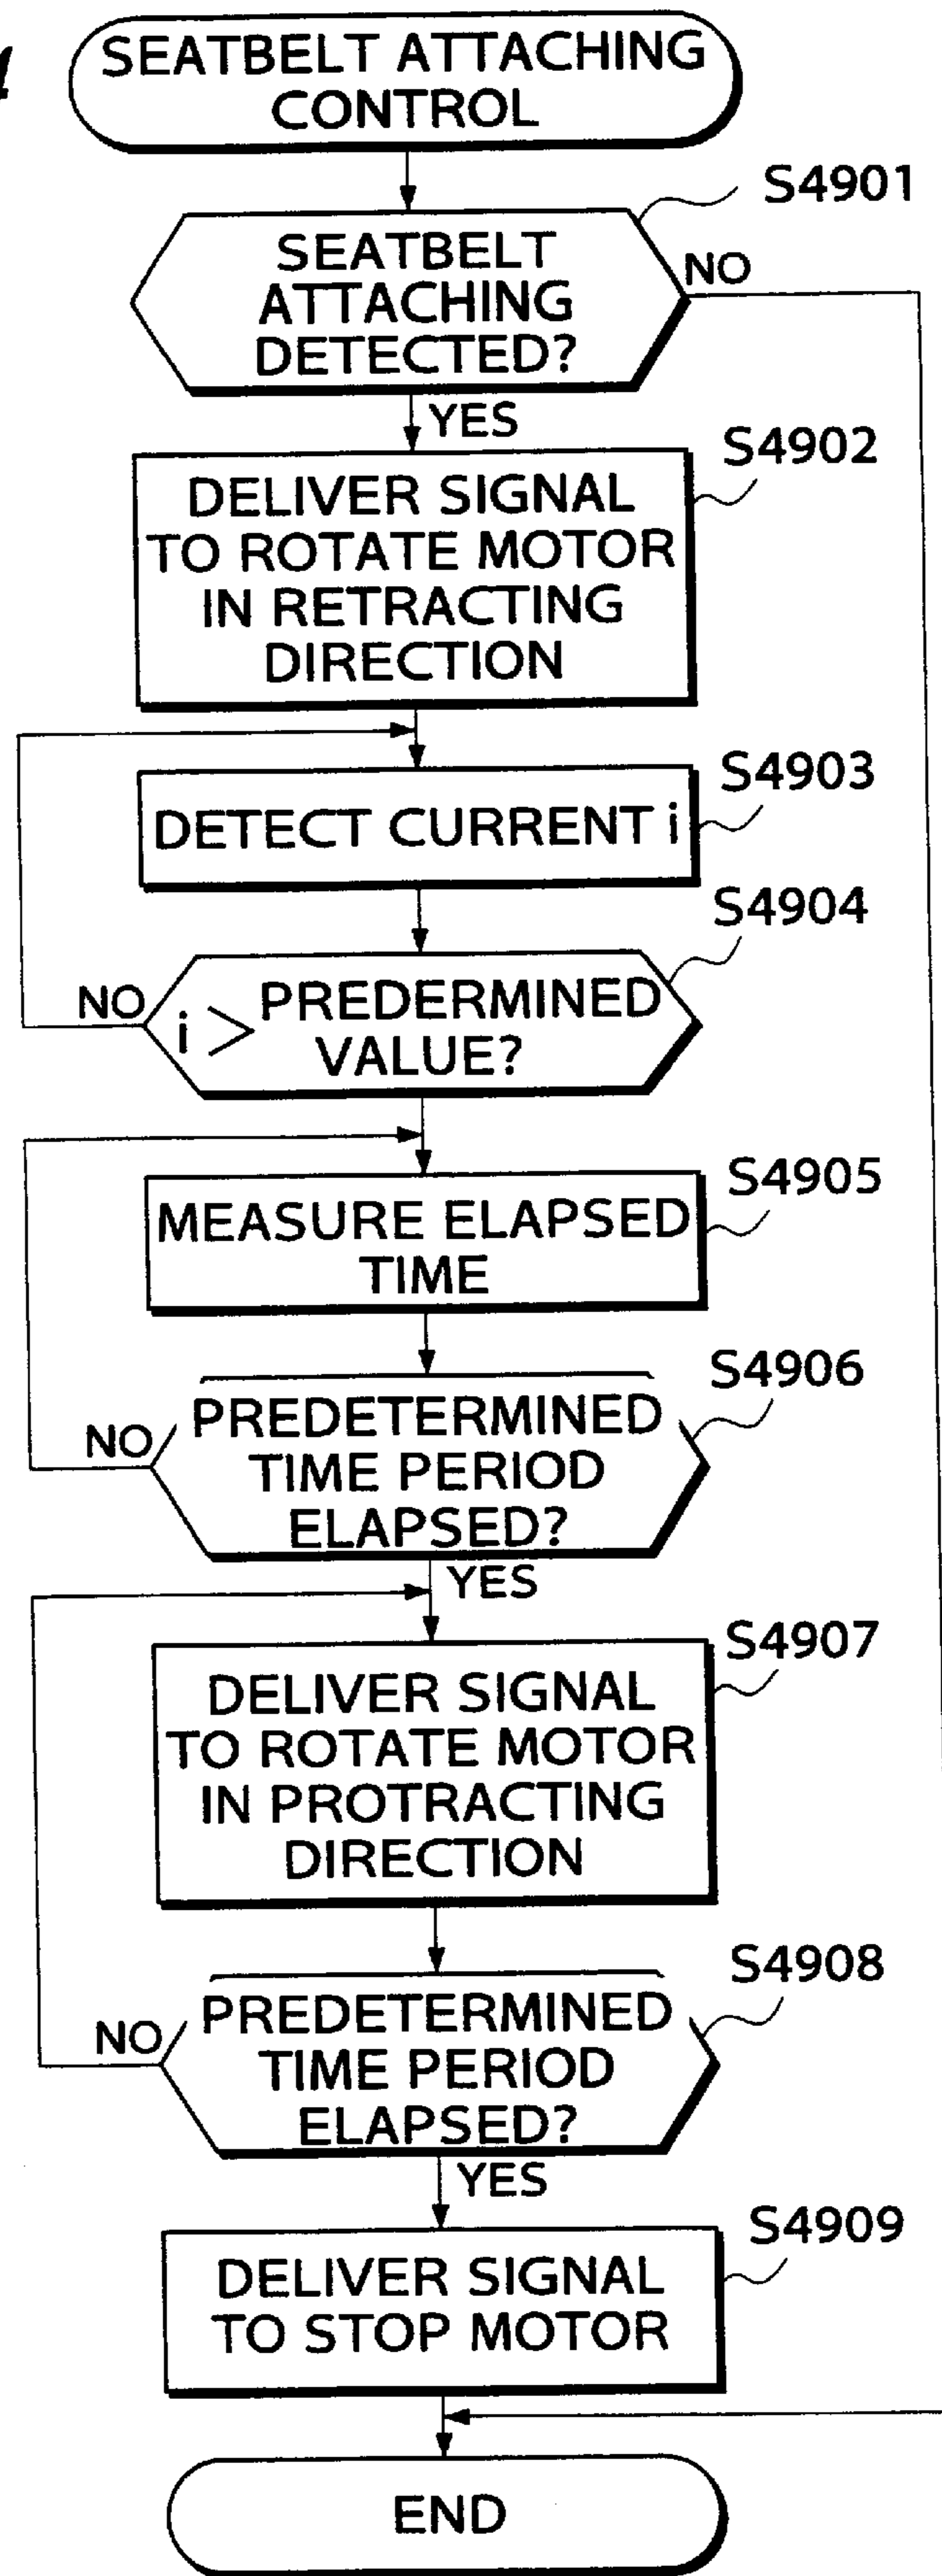 SEATBELT ATTACHING
CONTROL
S4901
SEATBELT
ATTACHING
DETECTED?
NO
YES
S4902
DELIVER SIGNAL
TO ROTATE MOTOR
IN RETRACTING
DIRECTION
S4903
DETECT CURRENT i
S4904
NO
i > PREDERMINED
VALUE?
S4905
MEASURE ELAPSED
TIME
S4906
NO
PREDETERMINED
TIME PERIOD
ELAPSED?
YES
S4907
DELIVER SIGNAL
TO ROTATE MOTOR
IN PROTRACTING
DIRECTION
S4908
NO
PREDETERMINED
TIME PERIOD
ELAPSED?
YES
S4909
DELIVER SIGNAL
TO STOP MOTOR
END